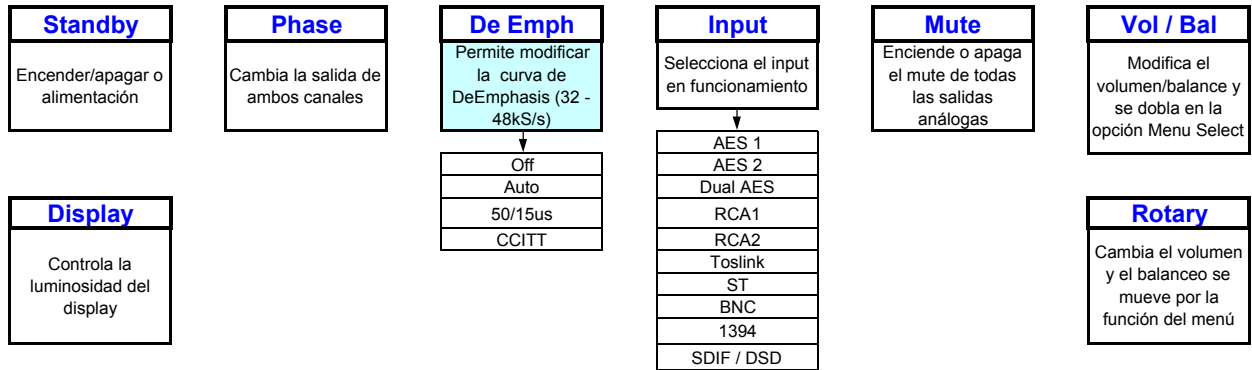 Standby
Encender/apagar o
alimentación
Phase
Cambia la salida de
ambos canales
De Emph
Permite modificar
la curva de
DeEmphasis (32 -
48kS/s)
Off
Auto
50/15us
CCITT
Input
Selecciona el input
en funcionamiento
AES 1
AES 2
Dual AES
RCA1
RCA2
Toslink
ST
BNC
1394
SDIF / DSD
Mute
Enciende o apaga
el mute de todas
las salidas
análogas
Vol / Bal
Modifica el
volumen/balance y
se dobla en la
opción Menu Select
Display
Controla la
luminosidad del
display
Rotary
Cambia el volumen
y el balanceo se
mueve por la
función del menú